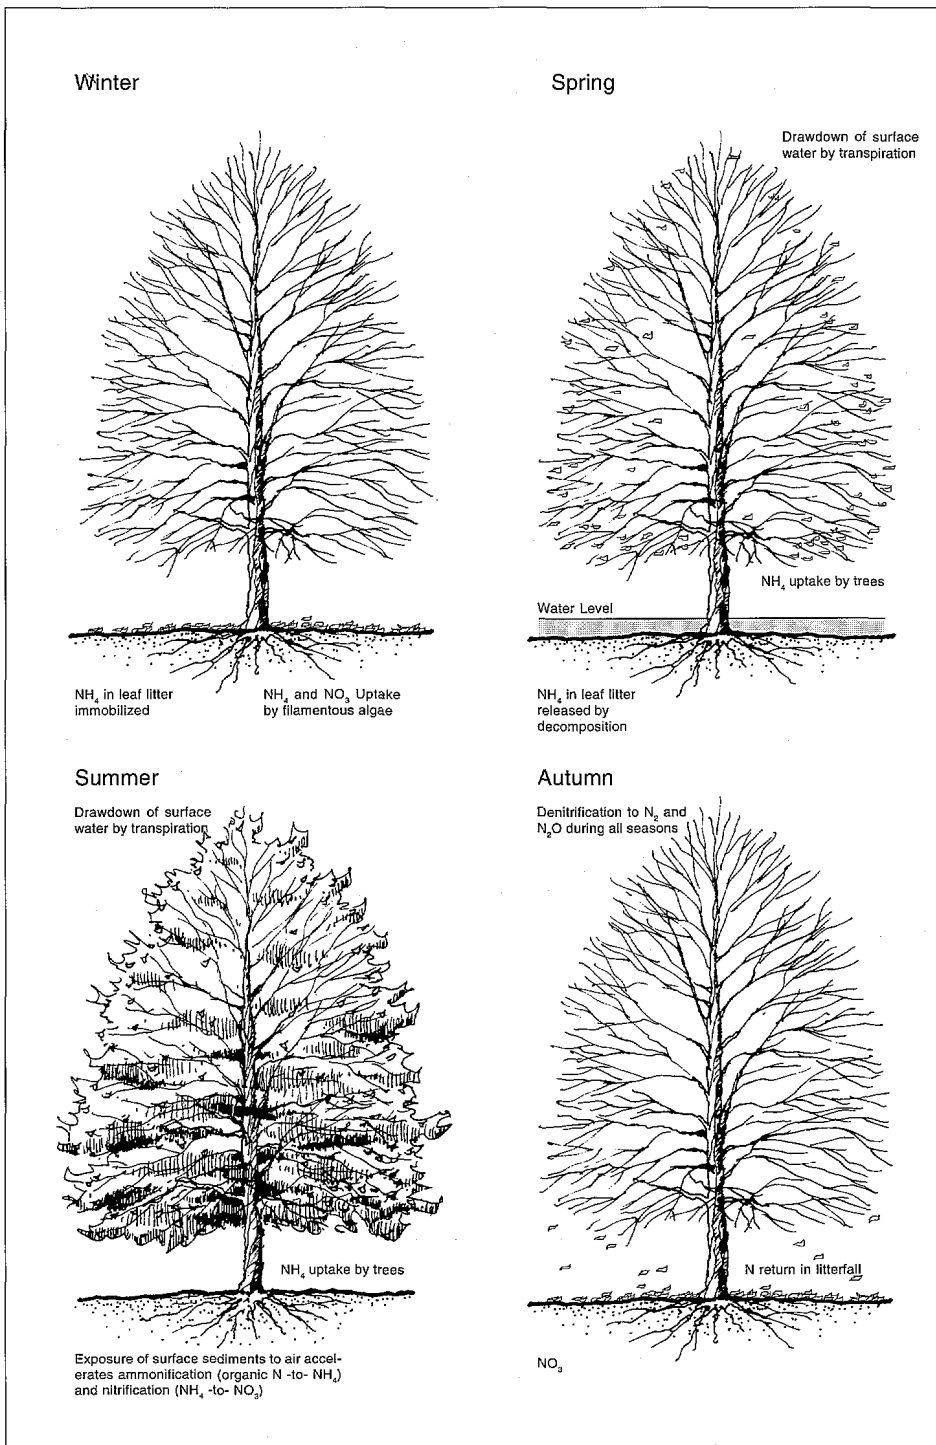 Winter
NH₄ in leaf litter
immobilized
NH₄ and NO₃ Uptake
by filamentous algae
Spring
Drawdown of surface
water by transpiration
NH₄ uptake by trees
Water Level
NH₄ in leaf litter
released by
decomposition
Summer
Drawdown of surface
water by transpiration
NH₄ uptake by trees
Exposure of surface sediments to air accel-
erates ammonification (organic N -to- NH₄)
and nitrification (NH₄ -to- NO₃)
Autumn
Denitrification to N₂ and
N₂O during all seasons
N return in litterfall
NO₃